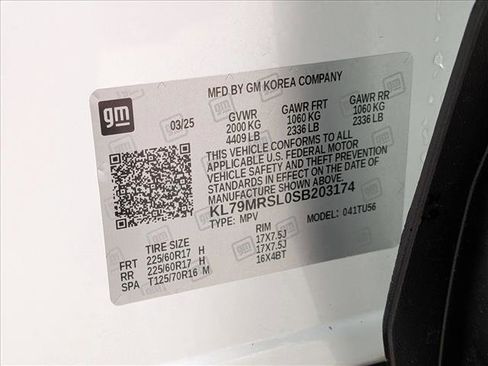 MFD BY GM KOREA COMPANY
gm
03/25
GVWR GAWR FRT GAWR RR
2000 KG 1060 KG 1060 KG
4409 LB 2336 LB 2336 LB
THIS VEHICLE CONFORMS TO ALL
APPLICABLE U.S. FEDERAL MOTOR
VEHICLE SAFETY AND THEFT PREVENTION
STANDARDS IN EFFECT ON THE DATE OF
MANUFACTURE SHOWN ABOVE.
KL79MRSL0SB203174
TYPE: MPV MODEL: 041TU56
TIRE SIZE RIM
FRT 225/60R17 H 17X7.5J
RR 225/60R17 H 17X7.5J
SPA T125/70R16 M 16X4BT